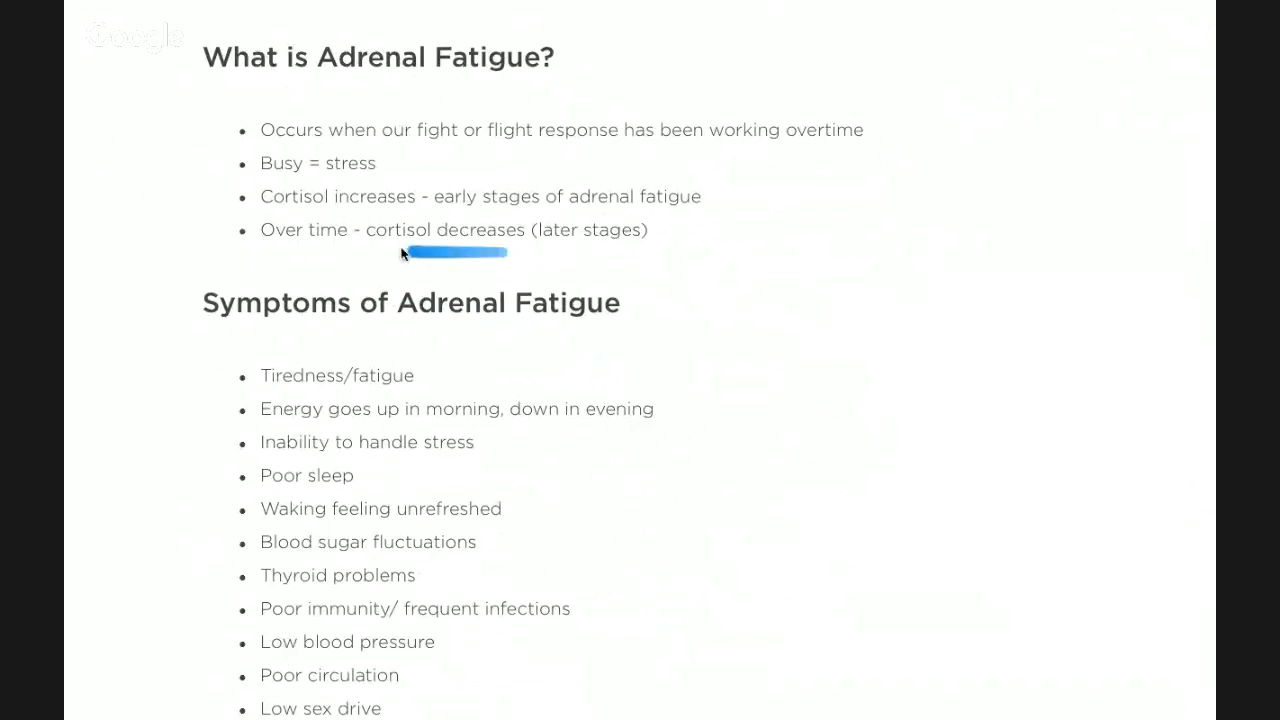 Google
What is Adrenal Fatigue?
• Occurs when our fight or flight response has been working overtime
• Busy = stress
• Cortisol increases - early stages of adrenal fatigue
• Over time - cortisol decreases (later stages)
Symptoms of Adrenal Fatigue
• Tiredness/fatigue
• Energy goes up in morning, down in evening
• Inability to handle stress
• Poor sleep
• Waking feeling unrefreshed
• Blood sugar fluctuations
• Thyroid problems
• Poor immunity/ frequent infections
• Low blood pressure
• Poor circulation
• Low sex drive